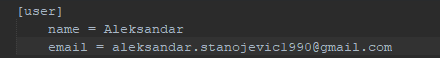 [user]
name = Aleksandar
email = aleksandar.stanojevic1990@gmail.com